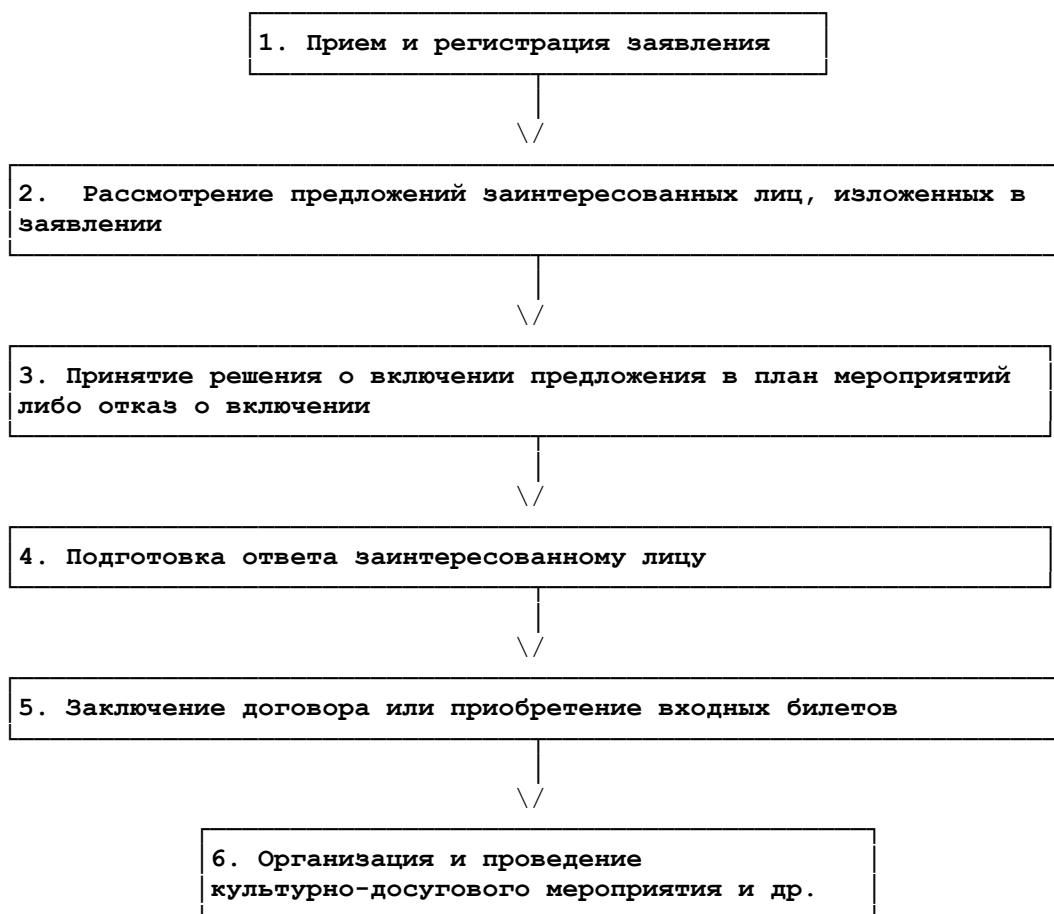 1. Прием и регистрация заявления
2. Рассмотрение предложений заинтересованных лиц, изложенных в
заявлении
3. Принятие решения о включении предложения в план мероприятий
либо отказ о включении
4. Подготовка ответа заинтересованному лицу
5. Заключение договора или приобретение входных билетов
6. Организация и проведение
культурно-досугового мероприятия и др.